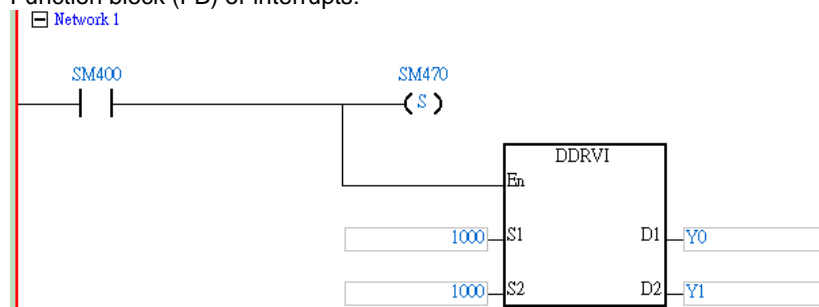 Function block (FB) or interrupts.
Network 1
SM400 SM470
( S )
DDRVI
En
1000 S1 D1 Y0
1000 S2 D2 Y1